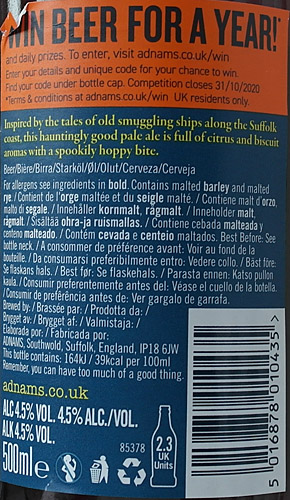 WIN BEER FOR A YEAR!*
and daily prizes. To enter, visit adnams.co.uk/win
Enter your details and unique code for your chance to win.
Find your code under bottle cap. Competition closes 31/10/2020
*Terms & conditions at adnams.co.uk/win UK residents only.
Inspired by the tales of old smuggling ships along the Suffolk
coast, this hauntingly good pale ale is full of citrus and biscuit
aromas with a spookily hoppy bite.
Beer/Bière/Birra/Starköl/Øl/Olut/Cerveza/Cerveja
For allergens see ingredients in bold. Contains malted barley and malted
rye. / Contient de l'orge maltée et du seigle malté. / Contiene malt d'orzo,
malto di segale. / Innehåller kornmalt, rågmalt. / Inneholder malt,
rågmalt. / Sisältää ohra-ja ruismallas. / Contiene cebada malteada y
centeno malteado. / Contém cevada e centeio maltados. Best Before: See
bottle neck. / A consommer de préférence avant: Voir au fond de la
bouteille. / Da consumarsi preferibilmente entro: Vedere collo. / Bäst före:
Se flaskans hals. / Best før: Se flaskehals. / Parasta ennen: Katso pullon
kaula. / Consumir preferentemente antes del: Véase el cuello de la botella.
/ Consumir de preferência antes de: Ver gargalo de garrafa.
Brewed by: / Brassée par: / Prodotta da: /
Brygget av: / Brygget af: / Valmistaja: /
Elaborada por: / Fabricada por:
ADNAMS, Southwold, Suffolk, England, IP18 6JW
This bottle contains: 164kJ / 39kcal per 100ml
Remember, you can have too much of a good thing.
adnams.co.uk
ALC 4.5% VOL. 4.5% ALC./VOL.
ALK 4.5% VOL.
500ml e
85378
2.3
UK
Units
5 016878 010435 >